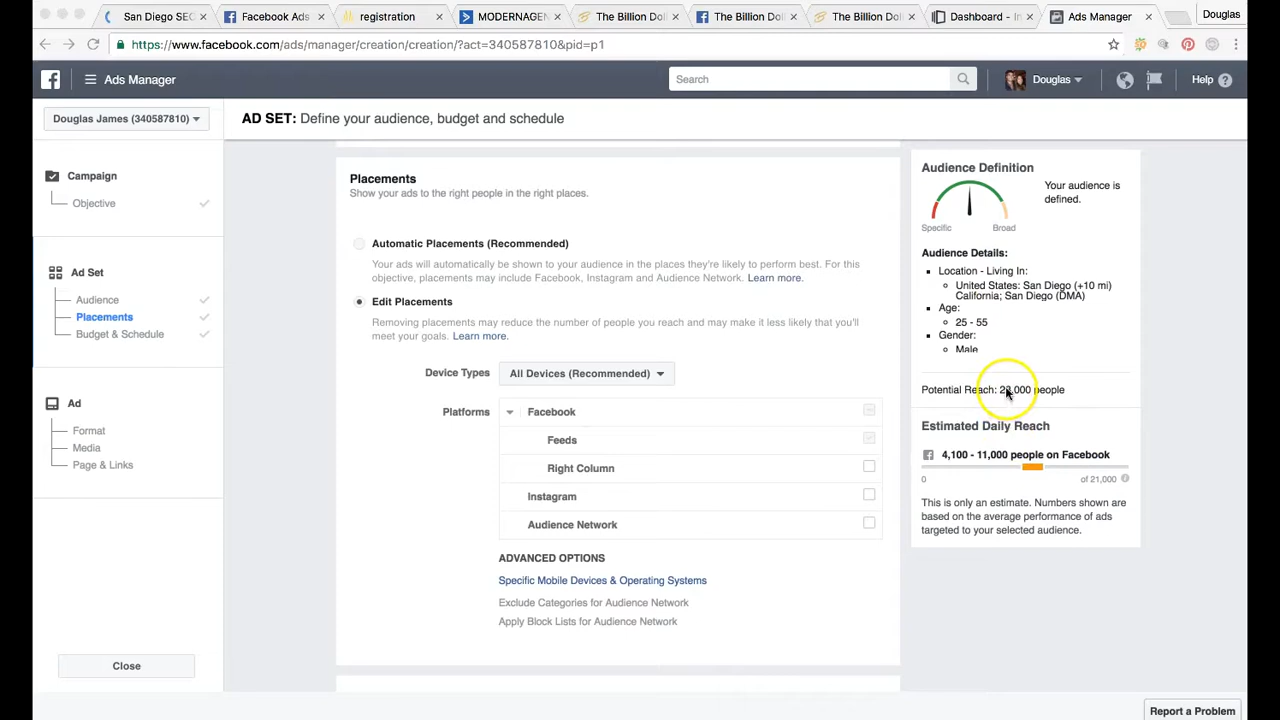 San Diego SEC
Facebook Ads
registration
MODERNAGEN
The Billion Doll
The Billion Doll
The Billion Doll
Dashboard - In
Ads Manager
Douglas
https://www.facebook.com/ads/manager/creation/creation/?act=340587810&pid=p1
Ads Manager
Search
Douglas
Help
Douglas James (340587810)
AD SET: Define your audience, budget and schedule
Campaign
Objective
Ad Set
Audience
Placements
Budget & Schedule
Ad
Format
Media
Page & Links
Close
Placements
Show your ads to the right people in the right places.
Automatic Placements (Recommended)
Your ads will automatically be shown to your audience in the places they're likely to perform best. For this
objective, placements may include Facebook, Instagram and Audience Network. Learn more.
Edit Placements
Removing placements may reduce the number of people you reach and may make it less likely that you'll
meet your goals. Learn more.
Device Types
All Devices (Recommended)
Platforms
Facebook
Feeds
Right Column
Instagram
Audience Network
ADVANCED OPTIONS
Specific Mobile Devices & Operating Systems
Exclude Categories for Audience Network
Apply Block Lists for Audience Network
Audience Definition
Your audience is
defined.
Specific
Broad
Audience Details:
Location - Living In:
United States: San Diego (+10 mi)
California; San Diego (DMA)
Age:
25 - 55
Gender:
Male
Potential Reach: people
Estimated Daily Reach
4,100 - 11,000 people on Facebook
0
of 21,000
This is only an estimate. Numbers shown are
based on the average performance of ads
targeted to your selected audience.
Report a Problem